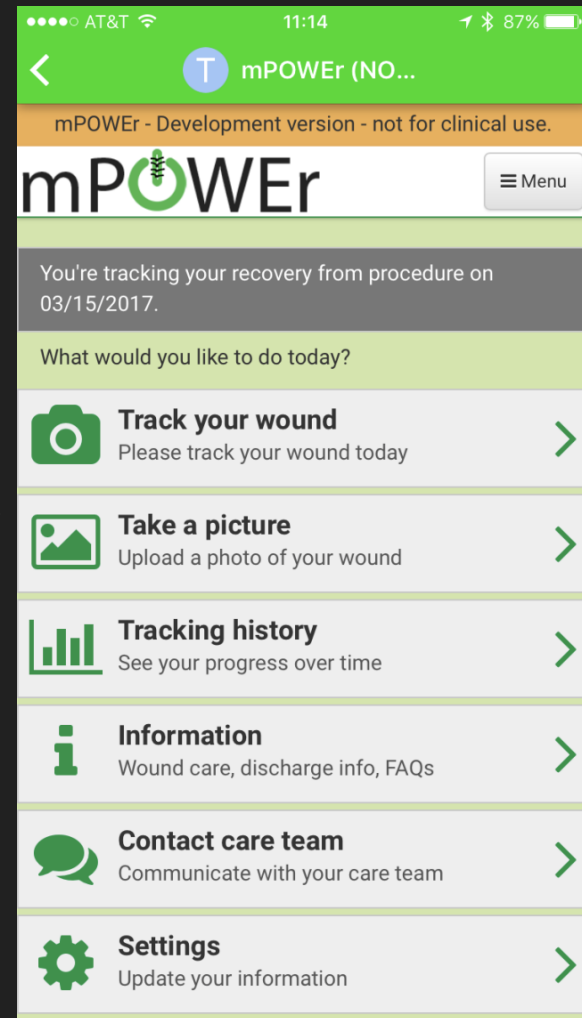 AT&T 11:14 87%
T mPOWEr (NO...
mPOWEr - Development version - not for clinical use.
mPOWEr Menu
You're tracking your recovery from procedure on
03/15/2017.
What would you like to do today?
Track your wound
Please track your wound today
Take a picture
Upload a photo of your wound
Tracking history
See your progress over time
Information
Wound care, discharge info, FAQs
Contact care team
Communicate with your care team
Settings
Update your information